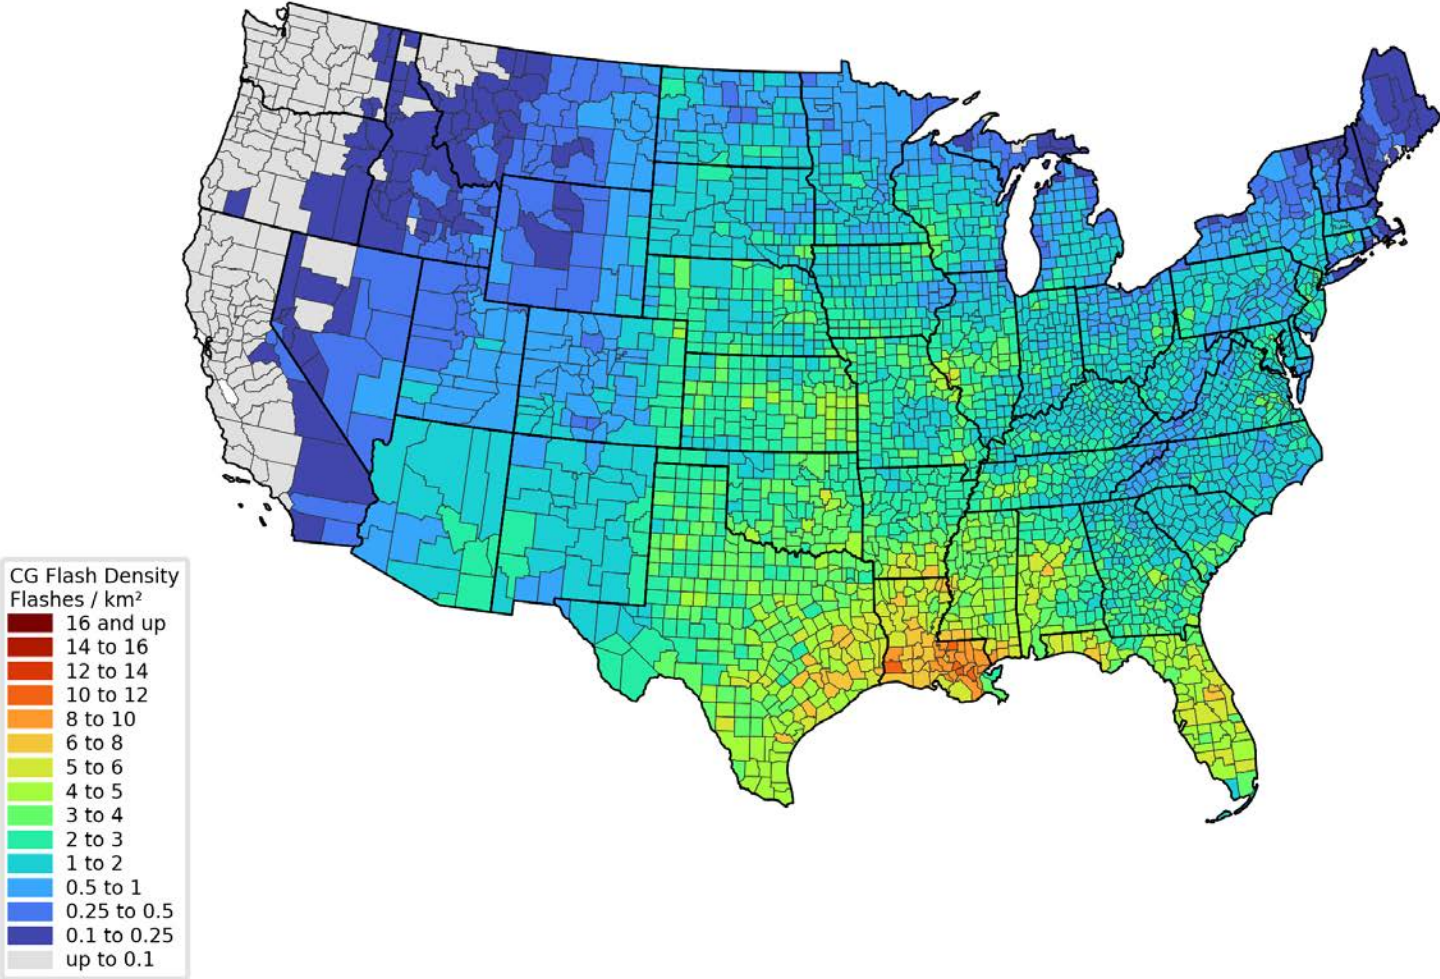 CG Flash Density
Flashes / km²
16 and up
14 to 16
12 to 14
10 to 12
8 to 10
6 to 8
5 to 6
4 to 5
3 to 4
2 to 3
1 to 2
0.5 to 1
0.25 to 0.5
0.1 to 0.25
up to 0.1